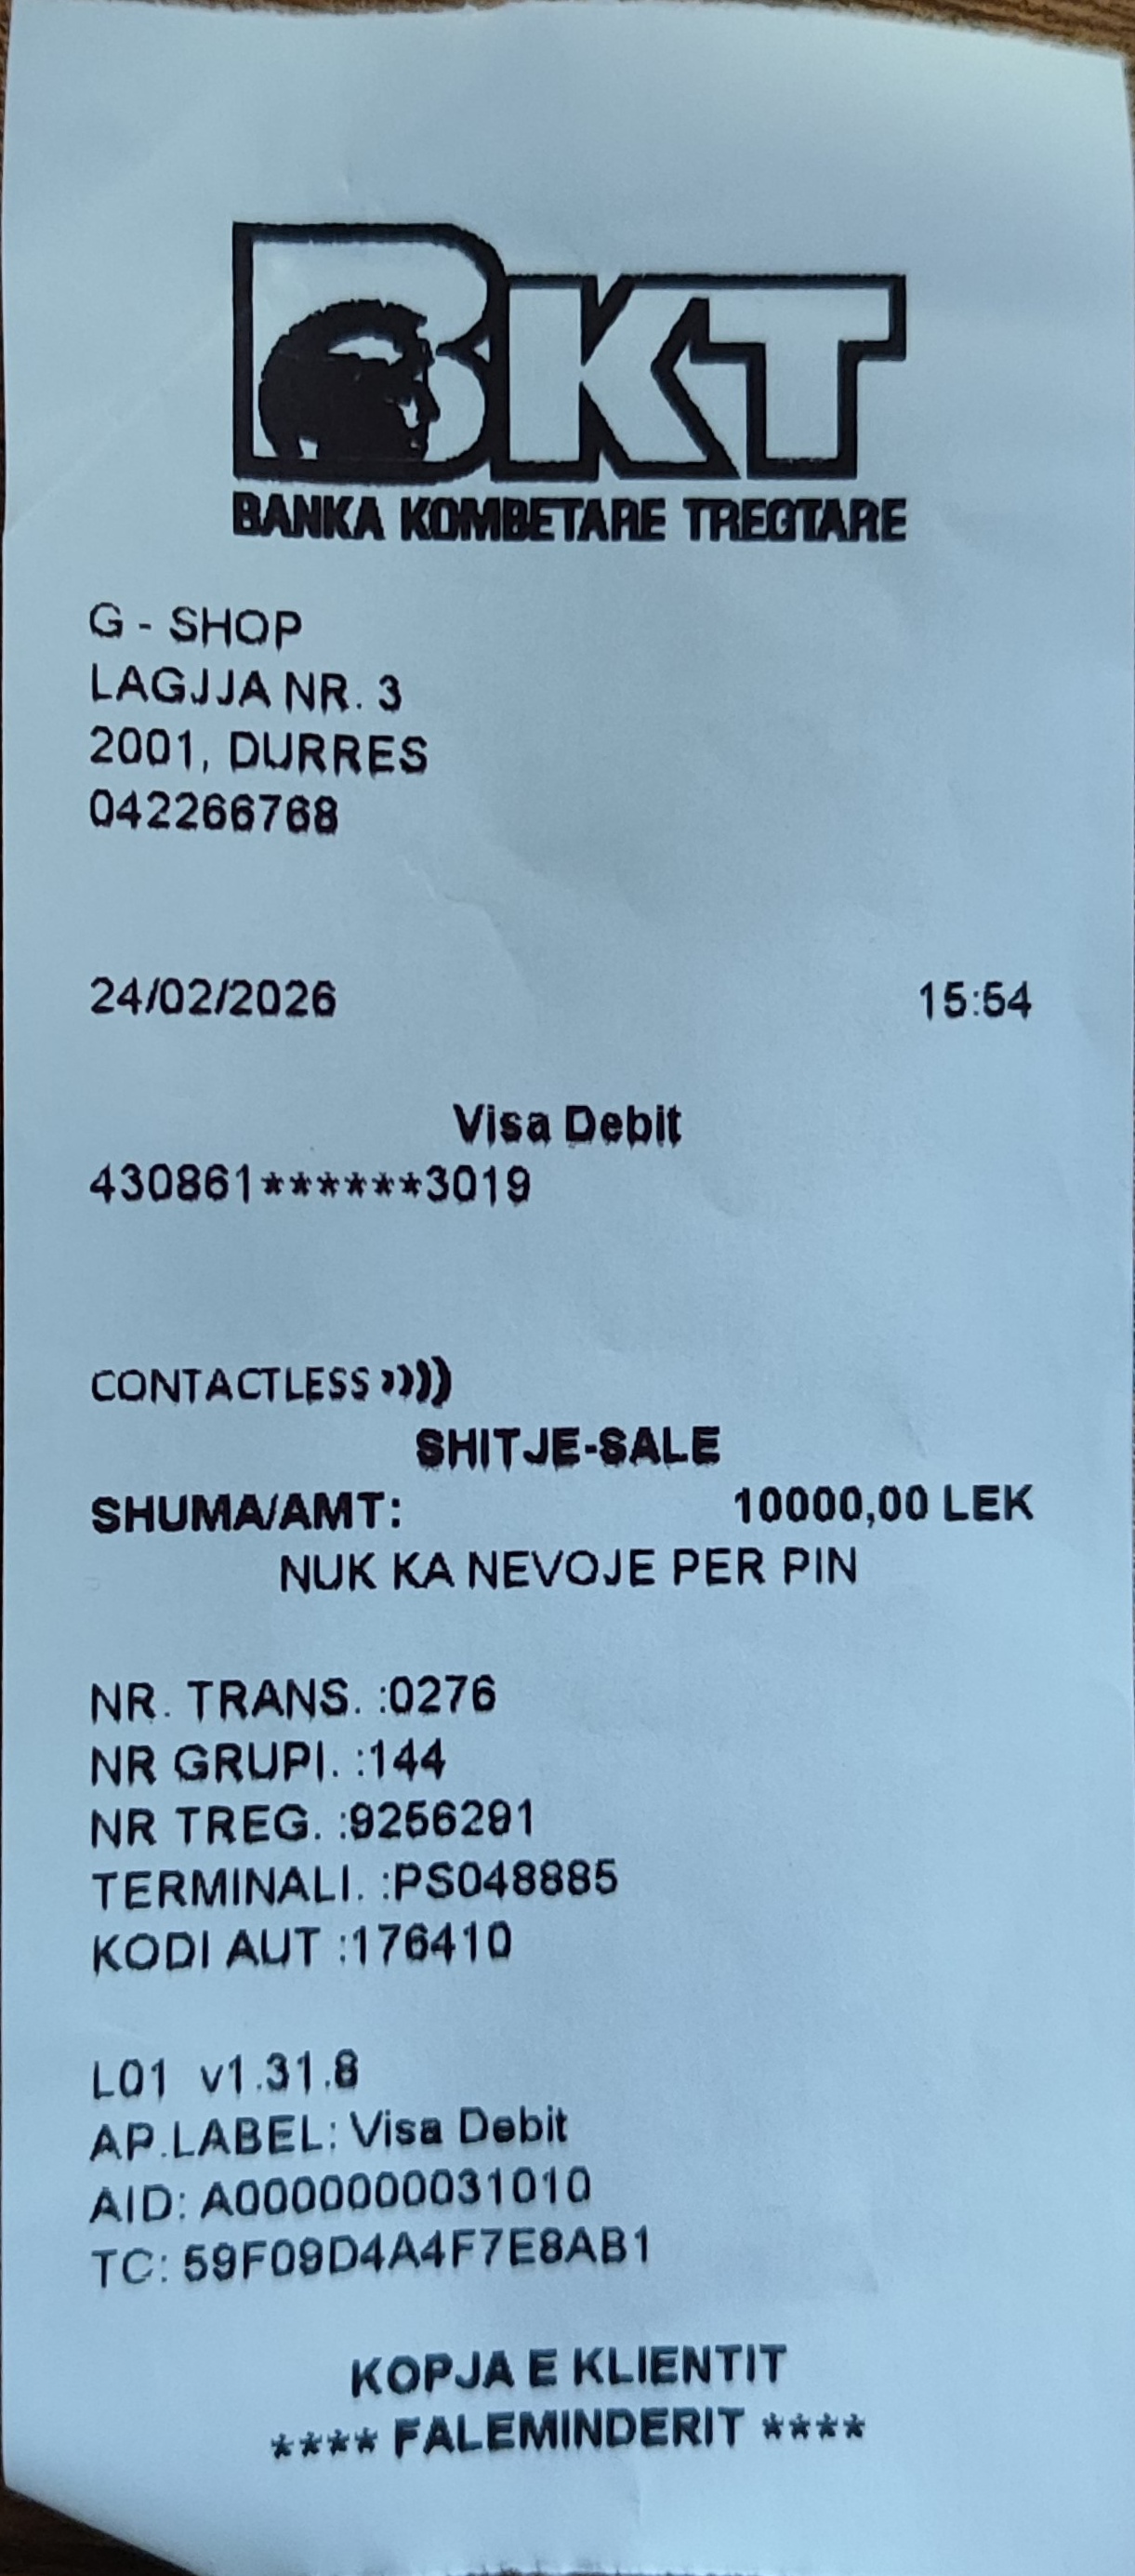 BKT
BANKA KOMBETARE TREGTARE
G - SHOP
LAGJJA NR. 3
2001, DURRES
042266768
24/02/2026 15:54
Visa Debit
430861******3019
CONTACTLESS
SHITJE-SALE
SHUMA/AMT: 10000,00 LEK
NUK KA NEVOJE PER PIN
NR. TRANS. :0276
NR GRUPI. :144
NR TREG. :9256291
TERMINALI. :PS048885
KODI AUT :176410
L01 v1.31.8
AP.LABEL: Visa Debit
AID: A0000000031010
TC: 59F09D4A4F7E8AB1
KOPJA E KLIENTIT
**** FALEMINDERIT ****